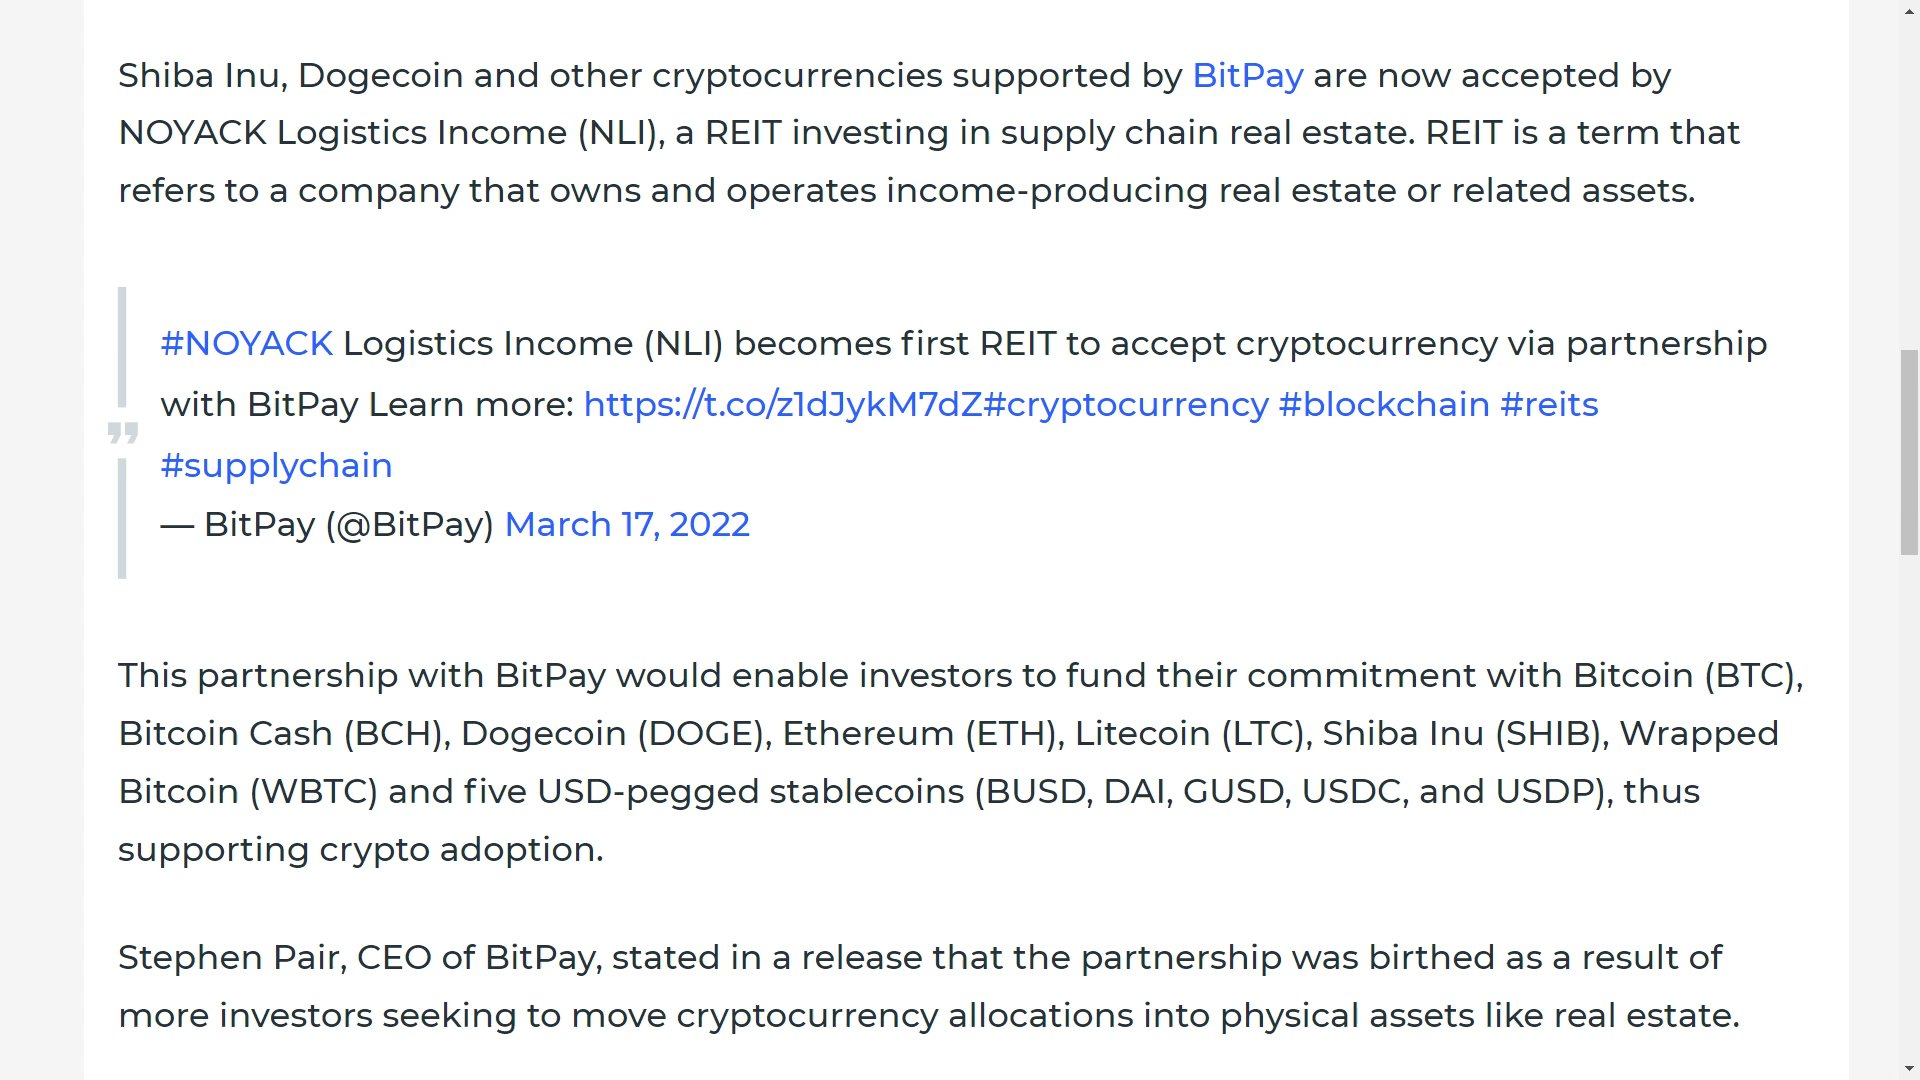 Shiba Inu, Dogecoin and other cryptocurrencies supported by BitPay are now accepted by
NOYACK Logistics Income (NLI), a REIT investing in supply chain real estate. REIT is a term that
refers to a company that owns and operates income-producing real estate or related assets.
#NOYACK Logistics Income (NLI) becomes first REIT to accept cryptocurrency via partnership
with BitPay Learn more: https://t.co/z1dJykM7dZ#cryptocurrency #blockchain #reits
#supplychain
— BitPay (@BitPay) March 17, 2022
This partnership with BitPay would enable investors to fund their commitment with Bitcoin (BTC),
Bitcoin Cash (BCH), Dogecoin (DOGE), Ethereum (ETH), Litecoin (LTC), Shiba Inu (SHIB), Wrapped
Bitcoin (WBTC) and five USD-pegged stablecoins (BUSD, DAI, GUSD, USDC, and USDP), thus
supporting crypto adoption.
Stephen Pair, CEO of BitPay, stated in a release that the partnership was birthed as a result of
more investors seeking to move cryptocurrency allocations into physical assets like real estate.